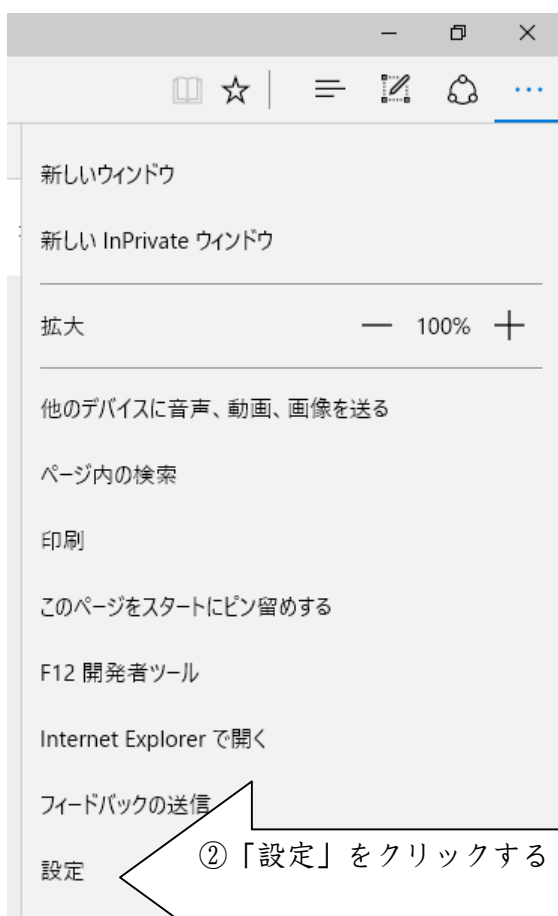 新しいウィンドウ
新しい InPrivate ウィンドウ
拡大 100%
他のデバイスに音声、動画、画像を送る
ページ内の検索
印刷
このページをスタートにピン留めする
F12 開発者ツール
Internet Explorer で開く
フィードバックの送信
設定
②「設定」をクリックする